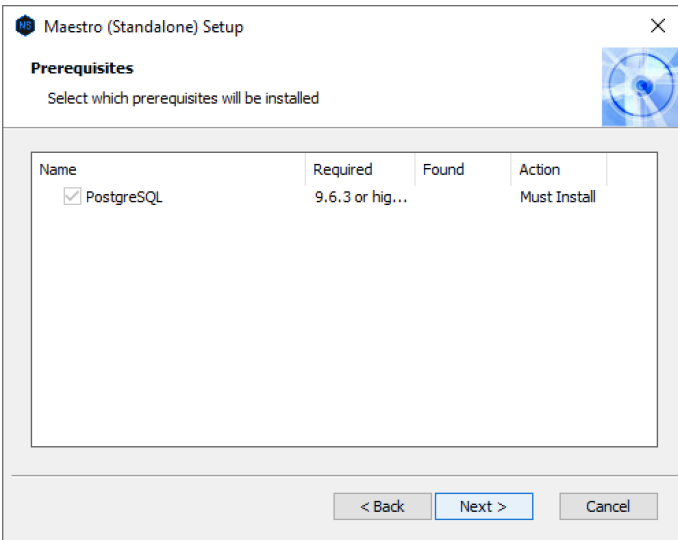 NS Maestro (Standalone) Setup
Prerequisites
Select which prerequisites will be installed
Name Required Found Action
PostgreSQL 9.6.3 or hig... Must Install
< Back Next > Cancel